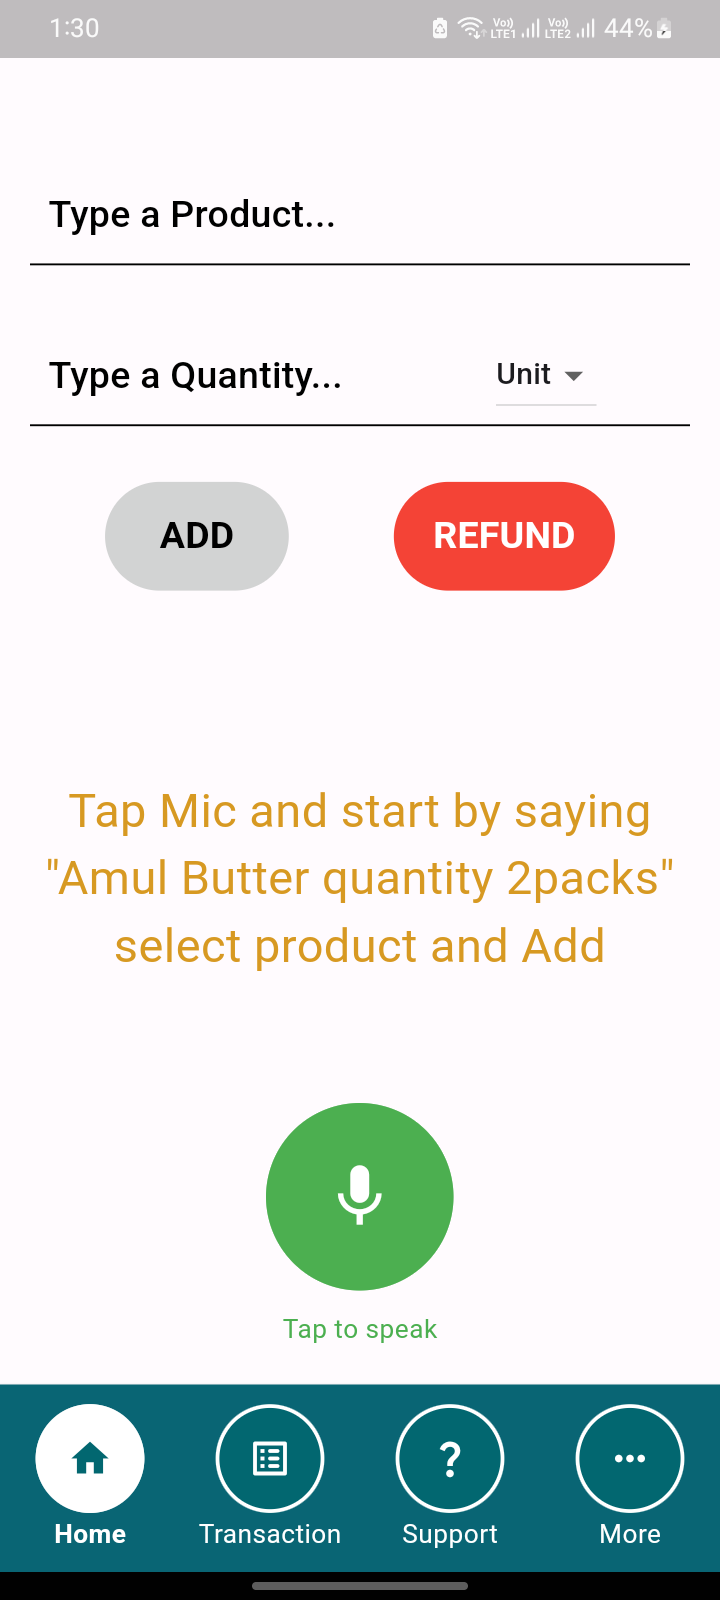 1:30
Vo)) LTE1 Vo)) LTE2 44%
Type a Product...
Type a Quantity...
Unit
ADD
REFUND
Tap Mic and start by saying
"Amul Butter quantity 2packs"
select product and Add
Tap to speak
Home
Transaction
Support
More